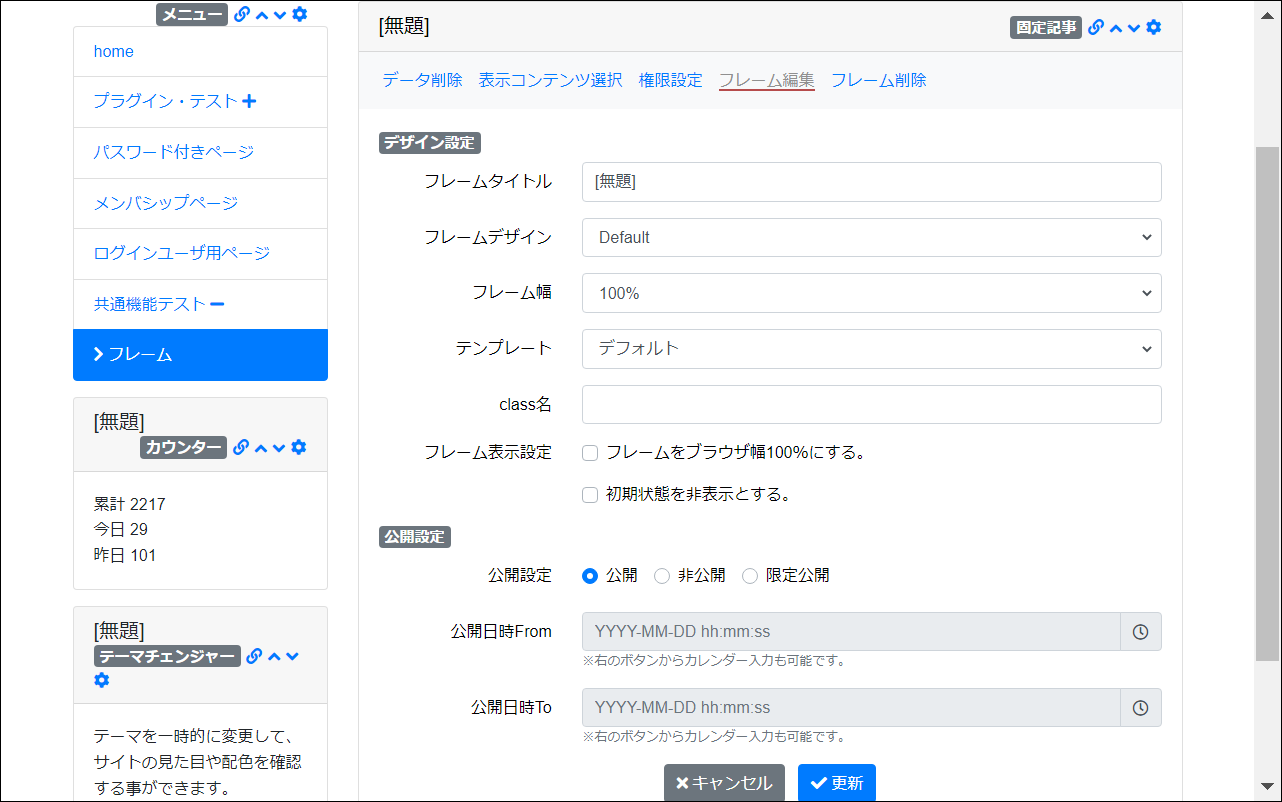 メニュー
home
プラグイン・テスト
パスワード付きページ
メンバシップページ
ログインユーザ用ページ
共通機能テスト
フレーム
[無題]
カウンター
累計 2217
今日 29
昨日 101
[無題]
テーマチェンジャー
テーマを一時的に変更して、
サイトの見た目や配色を確認
する事ができます。
[無題]
固定記事
データ削除 表示コンテンツ選択 権限設定 フレーム編集 フレーム削除
デザイン設定
フレームタイトル [無題]
フレームデザイン Default
フレーム幅 100%
テンプレート デフォルト
class名
フレーム表示設定 フレームをブラウザ幅100%にする。
初期状態を非表示とする。
公開設定
公開設定 公開 非公開 限定公開
公開日時From YYYY-MM-DD hh:mm:ss
※右のボタンからカレンダー入力も可能です。
公開日時To YYYY-MM-DD hh:mm:ss
※右のボタンからカレンダー入力も可能です。
キャンセル 更新